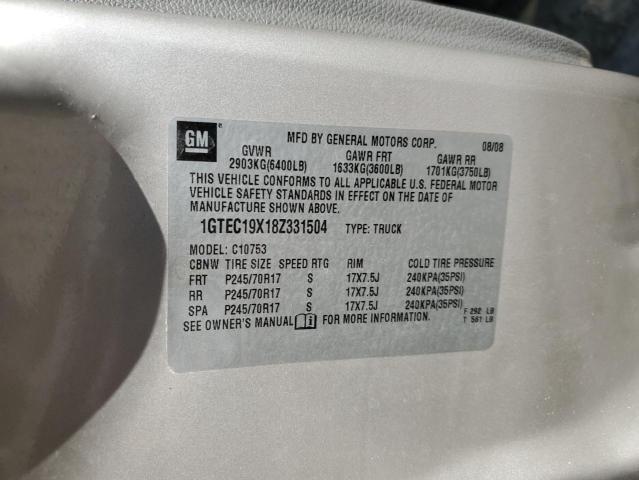 GM
MFD BY GENERAL MOTORS CORP. 08/08
GVWR GAWR FRT GAWR RR
2903KG(6400LB) 1633KG(3600LB) 1701KG(3750LB)
THIS VEHICLE CONFORMS TO ALL APPLICABLE U.S. FEDERAL MOTOR
VEHICLE SAFETY STANDARDS IN EFFECT ON THE DATE OF
MANUFACTURE SHOWN ABOVE.
1GTEC19X18Z331504 TYPE: TRUCK
MODEL: C10753
CBNW TIRE SIZE SPEED RTG RIM COLD TIRE PRESSURE
FRT P245/70R17 S 17X7.5J 240KPA(35PSI)
RR P245/70R17 S 17X7.5J 240KPA(35PSI)
SPA P245/70R17 S 17X7.5J 240KPA(35PSI)
SEE OWNER'S MANUAL FOR MORE INFORMATION.
F 292 LB
T 561 LB